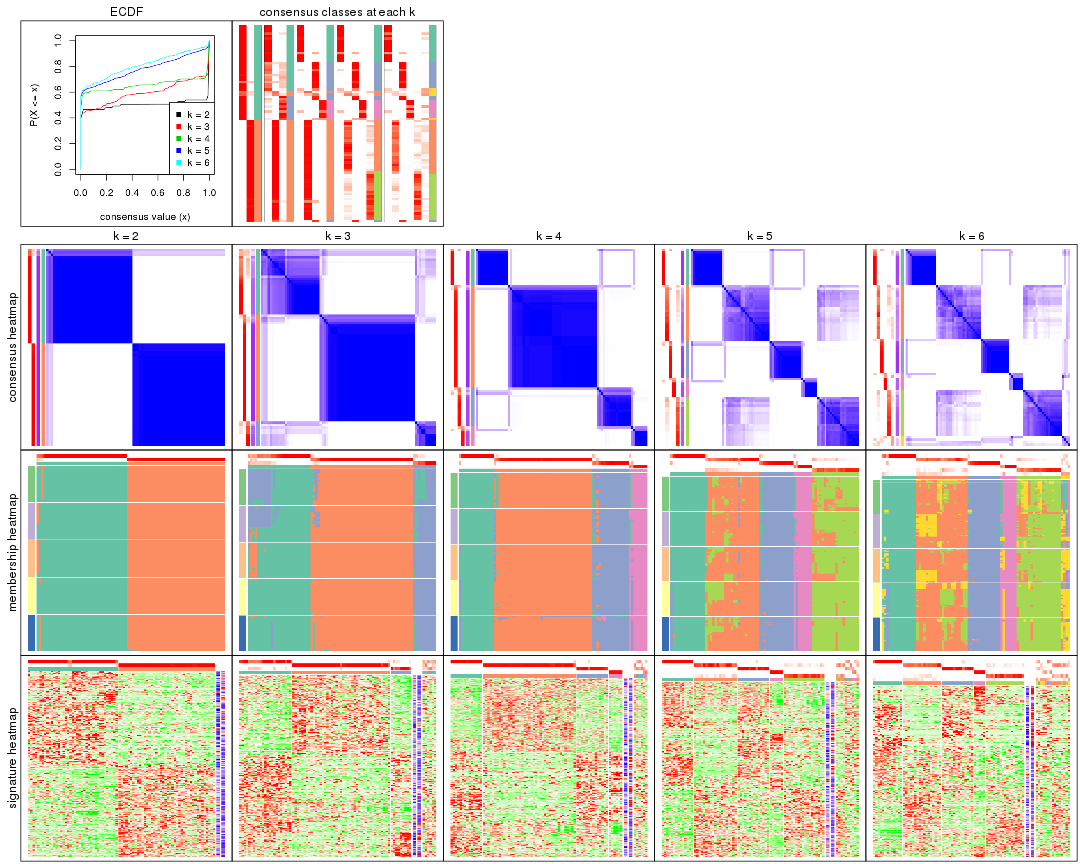 ECDF
consensus classes at each k
P(X <= x)
0.0 0.2 0.4 0.6 0.8 1.0
k = 2
k = 3
k = 4
k = 5
k = 6
0.0 0.2 0.4 0.6 0.8 1.0
consensus value (x)
k = 2
k = 3
k = 4
k = 5
k = 6
consensus heatmap
membership heatmap
signature heatmap